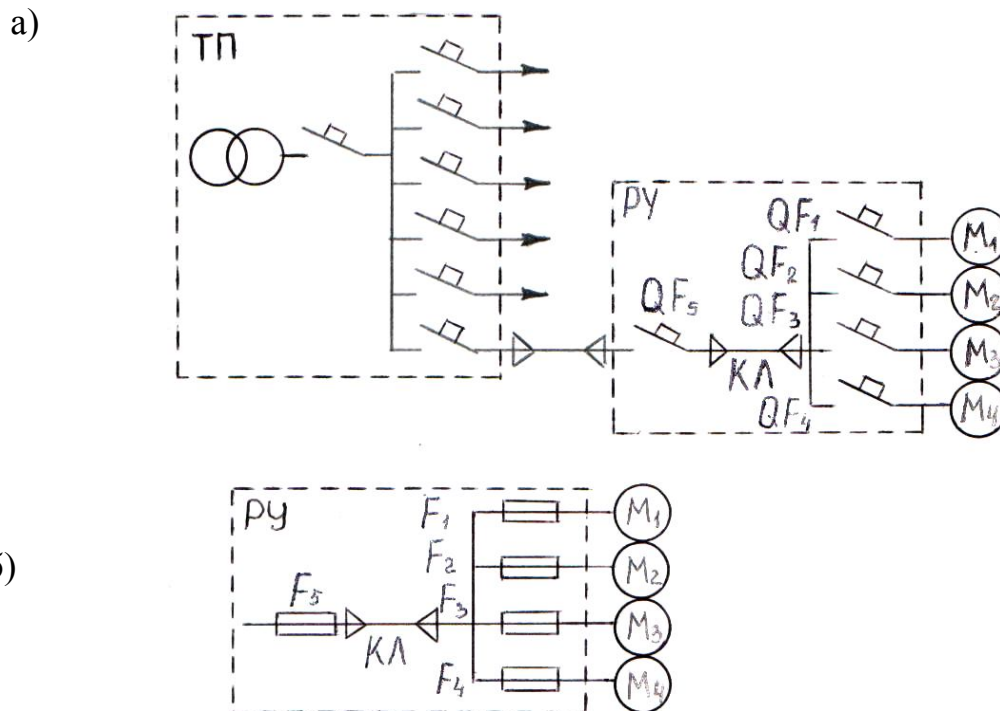 а)
ТП
РУ
QF₁
M₁
QF₂
M₂
QF₅
QF₃
M₃
КЛ
QF₄
M₄
б)
РУ
F₁
M₁
F₂
M₂
F₅
F₃
M₃
КЛ
F₄
M₄